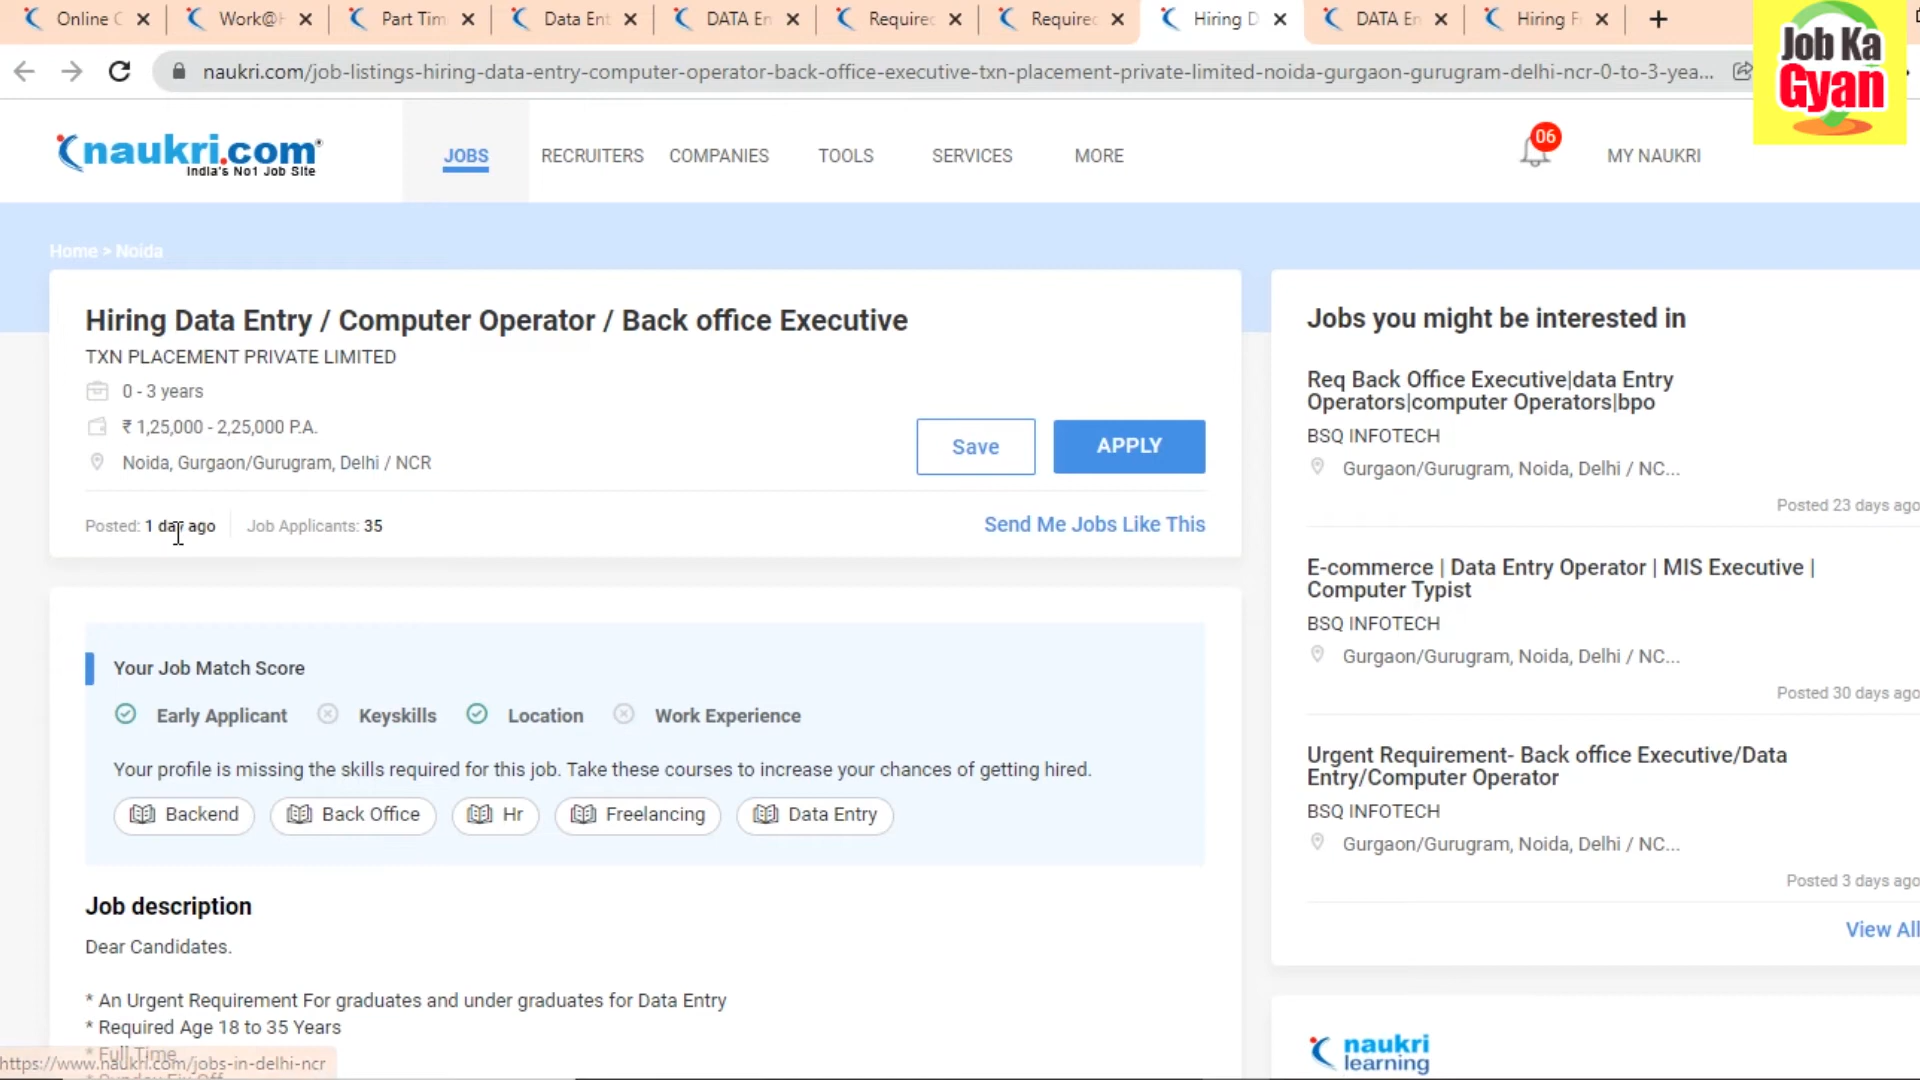 Online C
Work@H
Part Tim
Data Ent
DATA En
Required
Required
Hiring D
DATA En
Hiring F
Job Ka
Gyan
naukri.com/job-listings-hiring-data-entry-computer-operator-back-office-executive-txn-placement-private-limited-noida-gurgaon-gurugram-delhi-ncr-0-to-3-yea...
naukri.com
India's No1 Job Site
JOBS
RECRUITERS
COMPANIES
TOOLS
SERVICES
MORE
06
MY NAUKRI
Home > Noida
Hiring Data Entry / Computer Operator / Back office Executive
TXN PLACEMENT PRIVATE LIMITED
0 - 3 years
₹ 1,25,000 - 2,25,000 P.A.
Noida, Gurgaon/Gurugram, Delhi / NCR
Save
APPLY
Posted: 1 day ago
Job Applicants: 35
Send Me Jobs Like This
Your Job Match Score
Early Applicant
Keyskills
Location
Work Experience
Your profile is missing the skills required for this job. Take these courses to increase your chances of getting hired.
Backend
Back Office
Hr
Freelancing
Data Entry
Job description
Dear Candidates.
* An Urgent Requirement For graduates and under graduates for Data Entry
* Required Age 18 to 35 Years
* Full Time
https://www.naukri.com/jobs-in-delhi-ncr
Jobs you might be interested in
Req Back Office Executive|data Entry
Operators|computer Operators|bpo
BSQ INFOTECH
Gurgaon/Gurugram, Noida, Delhi / NC...
Posted 23 days ago
E-commerce | Data Entry Operator | MIS Executive |
Computer Typist
BSQ INFOTECH
Gurgaon/Gurugram, Noida, Delhi / NC...
Posted 30 days ago
Urgent Requirement- Back office Executive/Data
Entry/Computer Operator
BSQ INFOTECH
Gurgaon/Gurugram, Noida, Delhi / NC...
Posted 3 days ago
View All
naukri
learning